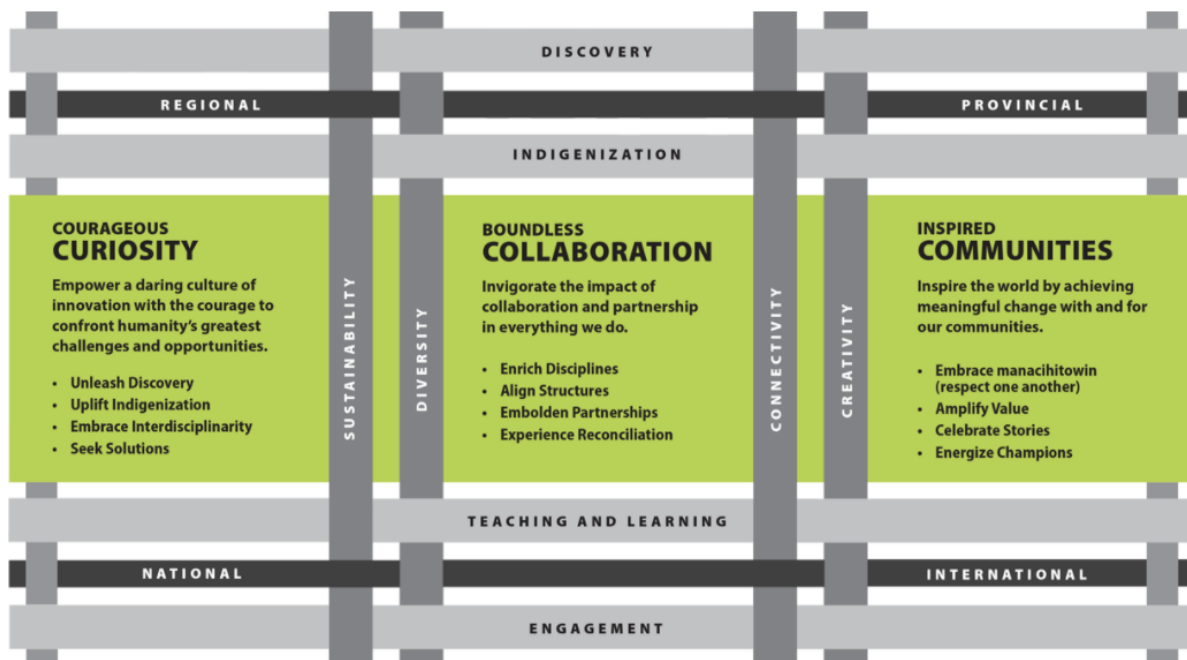 DISCOVERY
REGIONAL
PROVINCIAL
INDIGENIZATION
COURAGEOUS
CURIOSITY
Empower a daring culture of
innovation with the courage to
confront humanity's greatest
challenges and opportunities.
• Unleash Discovery
• Uplift Indigenization
• Embrace Interdisciplinarity
• Seek Solutions
SUSTAINABILITY
DIVERSITY
BOUNDLESS
COLLABORATION
Invigorate the impact of
collaboration and partnership
in everything we do.
• Enrich Disciplines
• Align Structures
• Embolden Partnerships
• Experience Reconciliation
CONNECTIVITY
CREATIVITY
INSPIRED
COMMUNITIES
Inspire the world by achieving
meaningful change with and for
our communities.
• Embrace manacihitowin
(respect one another)
• Amplify Value
• Celebrate Stories
• Energize Champions
TEACHING AND LEARNING
NATIONAL
INTERNATIONAL
ENGAGEMENT